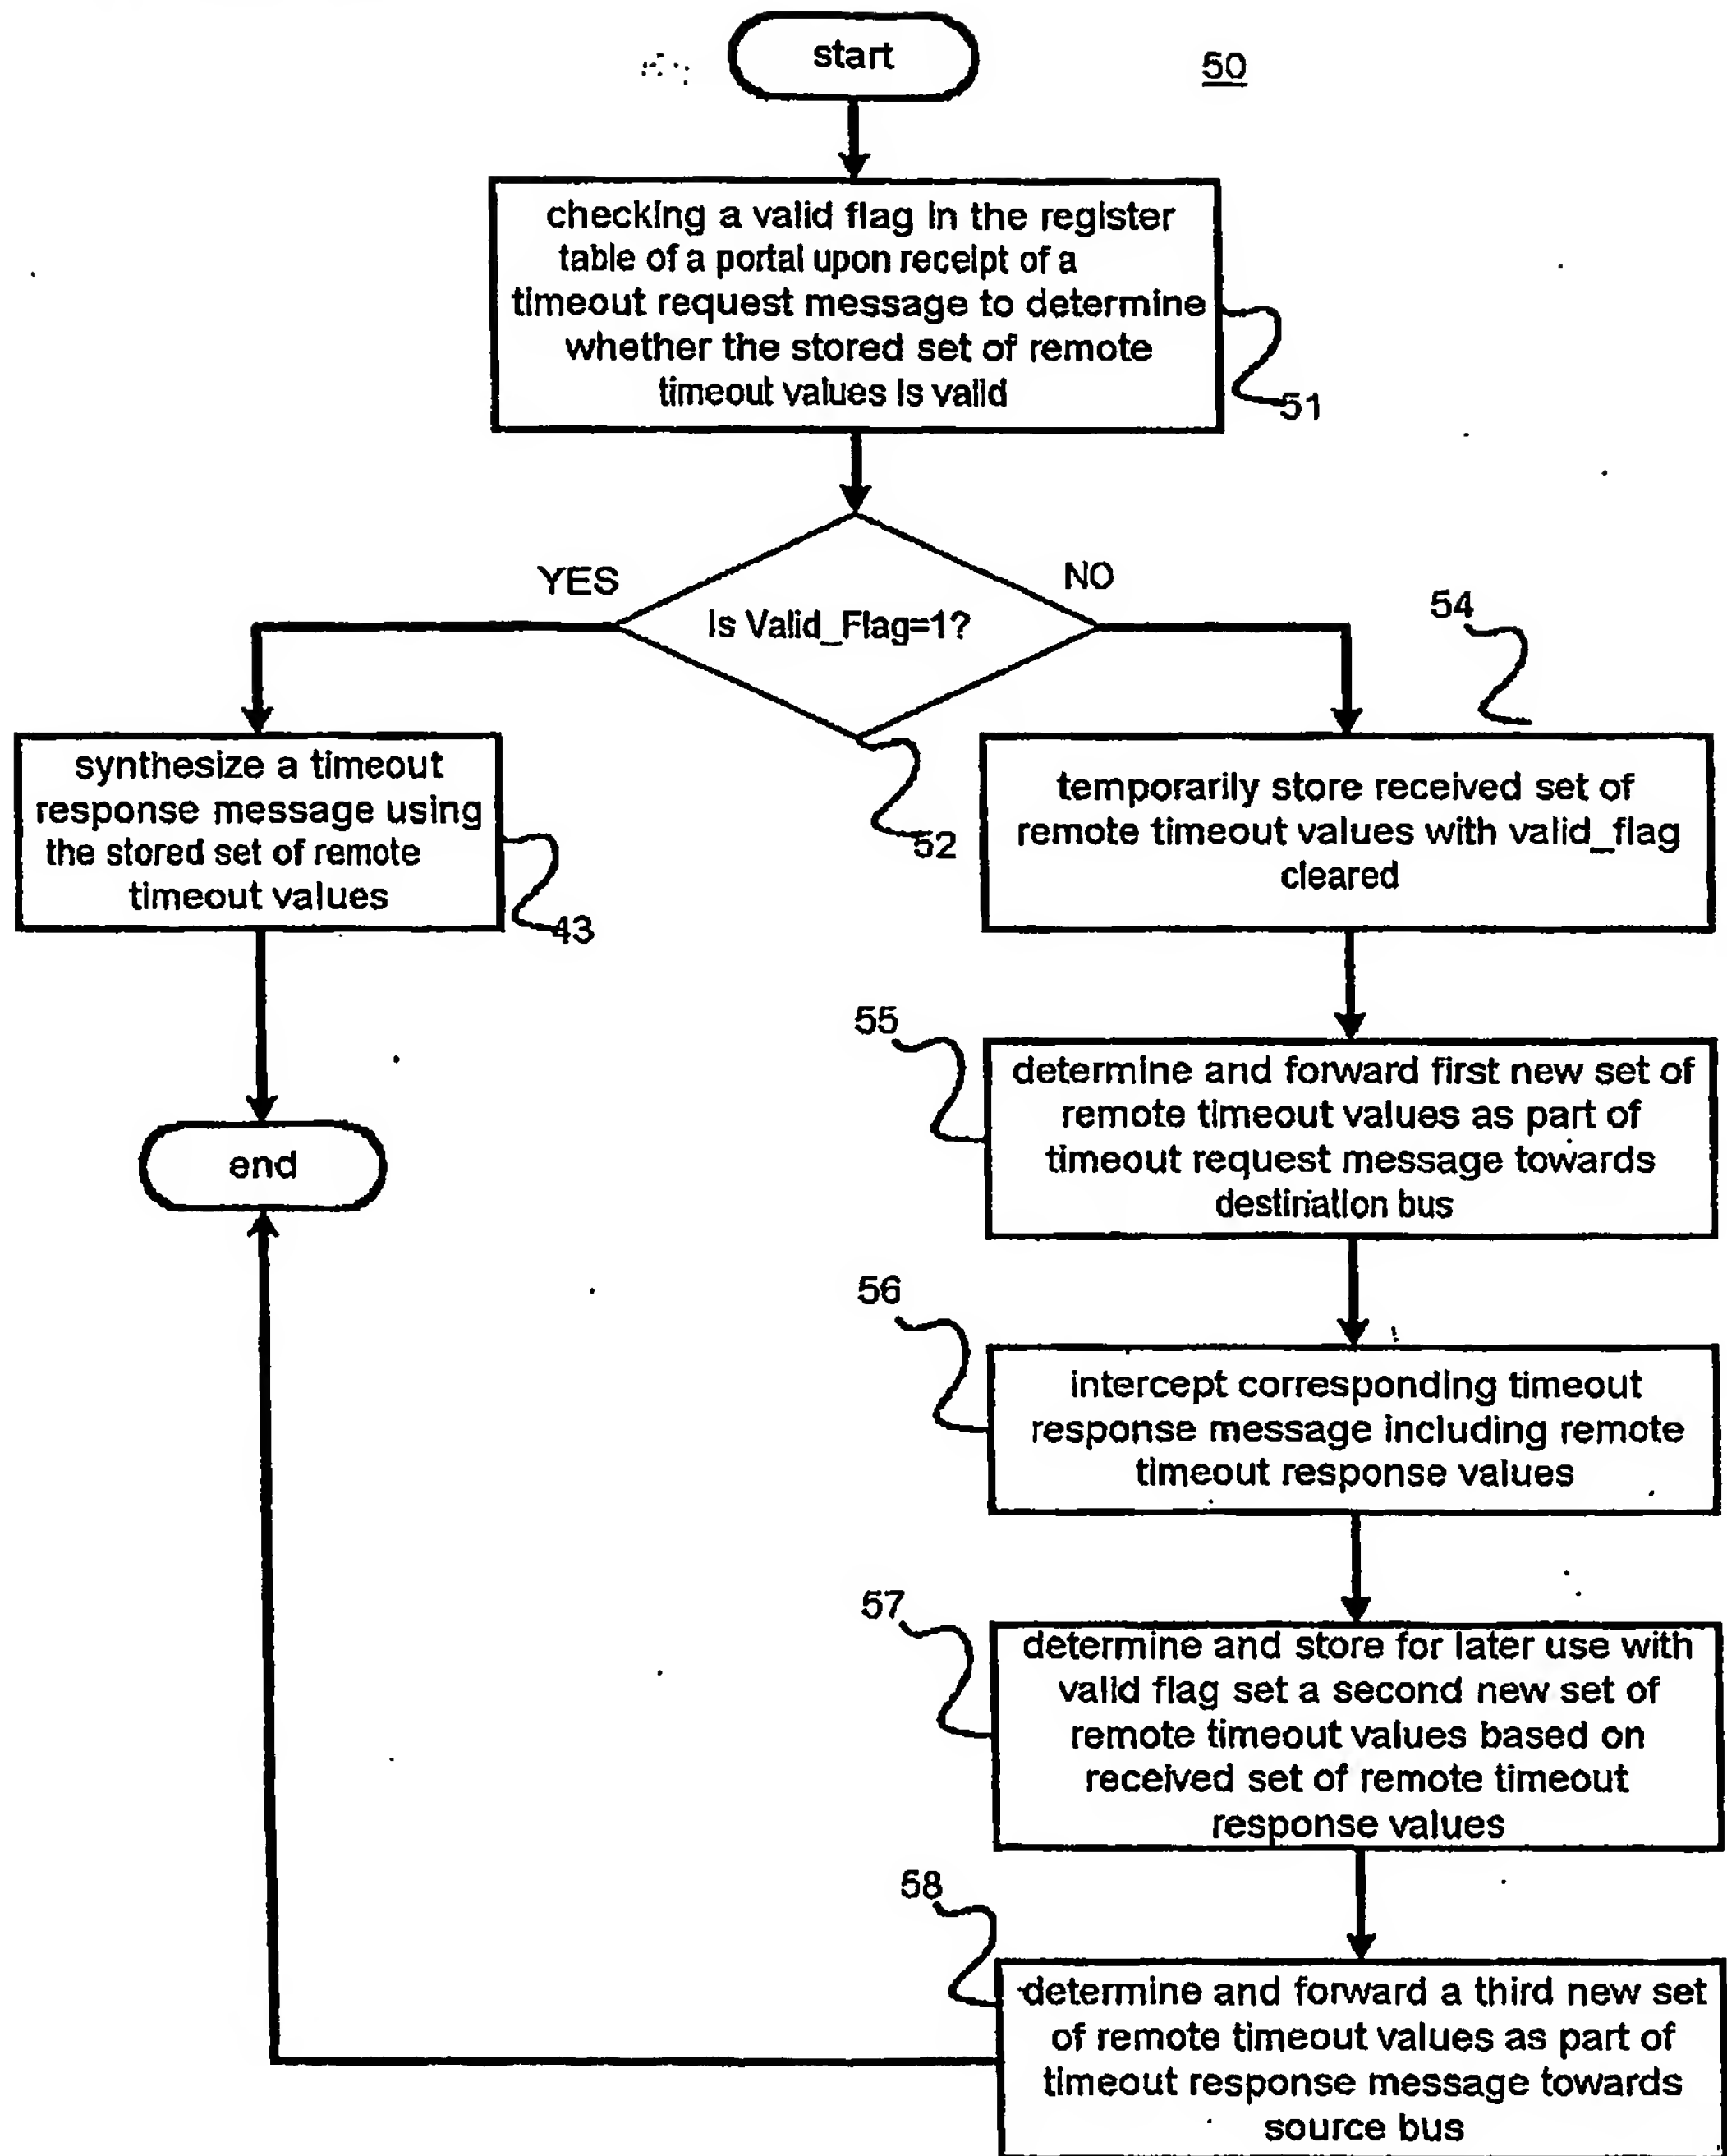 start
50
checking a valid flag in the register
table of a portal upon receipt of a
timeout request message to determine
whether the stored set of remote
timeout values is valid
51
YES
NO
Is Valid_Flag=1?
52
54
synthesize a timeout
response message using
the stored set of remote
timeout values
43
temporarily store received set of
remote timeout values with valid_flag
cleared
end
55
determine and forward first new set of
remote timeout values as part of
timeout request message towards
destination bus
56
intercept corresponding timeout
response message including remote
timeout response values
57
determine and store for later use with
valid flag set a second new set of
remote timeout values based on
received set of remote timeout
response values
58
determine and forward a third new set
of remote timeout values as part of
timeout response message towards
source bus